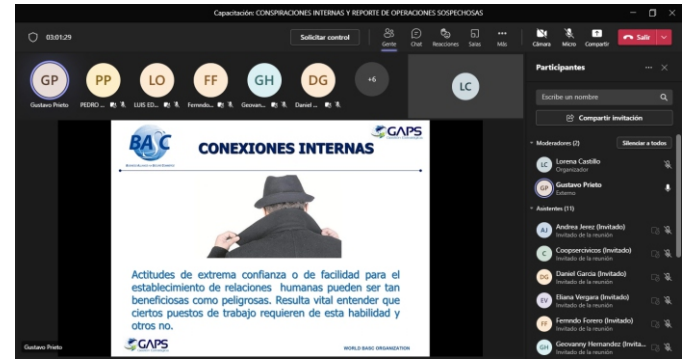 Capacitación: CONSPIRACIONES INTERNAS Y REPORTE DE OPERACIONES SOSPECHOSAS
03:01:29
Solicitar control
Gente
Chat
Reacciones
Salas
Más
Cámara
Micro
Compartir
Salir
GP
PP
LO
FF
GH
DG
+6
LC
Gustavo Prieto
PEDRO ...
LUIS ED...
Fernndo...
Geovan...
Daniel ...
Participantes
Escribe un nombre
Compartir invitación
Moderadores (2)
Silenciar a todos
LC
Lorena Castillo
Organizador
GP
Gustavo Prieto
Externo
Asistentes (11)
AJ
Andrea Jerez (Invitado)
Invitado de la reunión
C
Coopsercivicos (Invitado)
Invitado de la reunión
DG
Daniel Garcia (Invitado)
Invitado de la reunión
EV
Eliana Vergara (Invitado)
Invitado de la reunión
FF
Fernndo Forero (Invitado)
Invitado de la reunión
GH
Geovanny Hernandez (Invita...
Invitado de la reunión
BASC
GAPS
CONEXIONES INTERNAS
Actitudes de extrema confianza o de facilidad para el
establecimiento de relaciones humanas pueden ser tan
beneficiosas como peligrosas. Resulta vital entender que
ciertos puestos de trabajo requieren de esta habilidad y
otros no.
GAPS
WORLD BASC ORGANIZATION
Gustavo Prieto